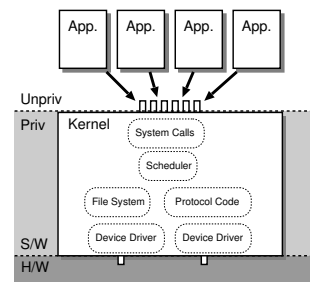 App. App. App. App.
Unpriv
Priv Kernel
System Calls
Scheduler
File System Protocol Code
Device Driver Device Driver
S/W
H/W